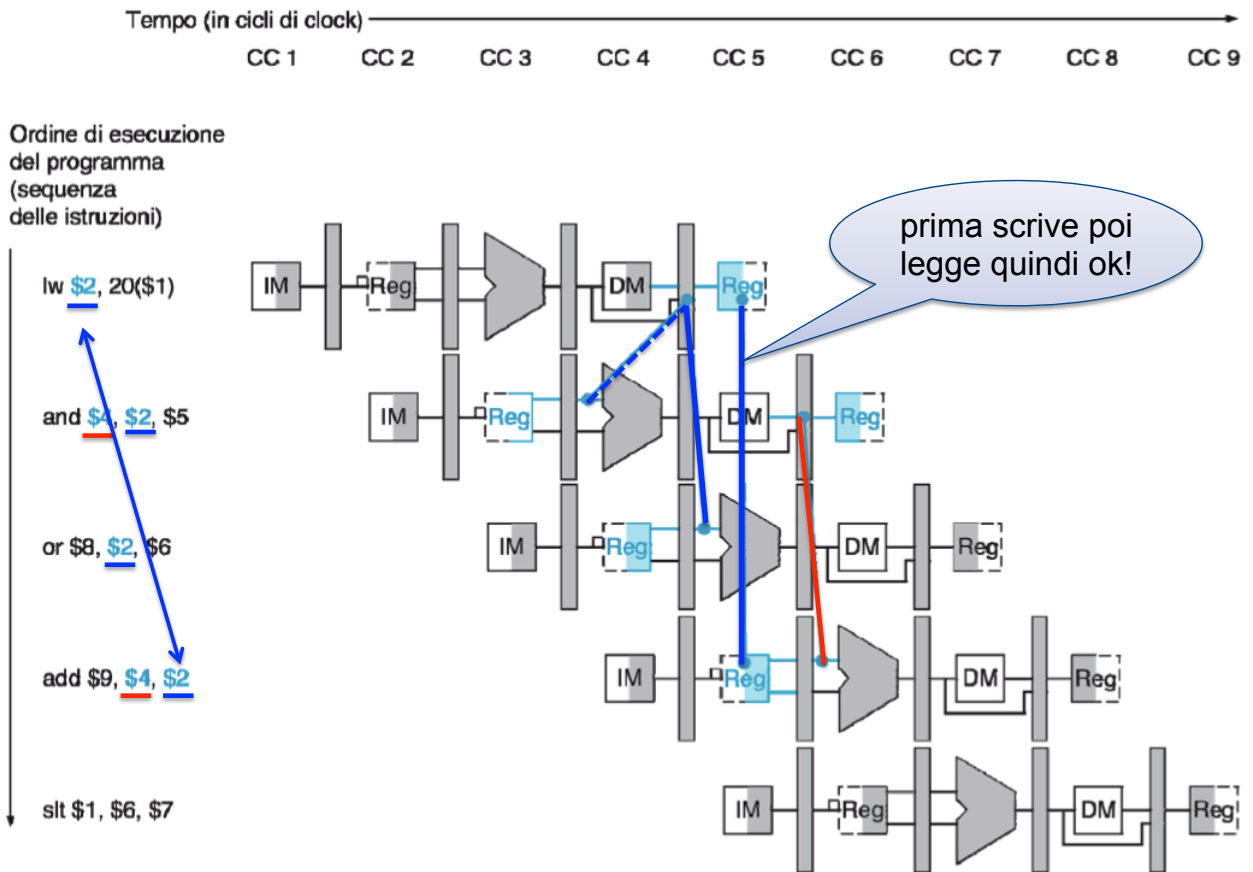 Tempo (in cicli di clock)
CC 1 CC 2 CC 3 CC 4 CC 5 CC 6 CC 7 CC 8 CC 9
Ordine di esecuzione
del programma
(sequenza
delle istruzioni)
prima scrive poi
legge quindi ok!
lw $2, 20($1)
IM Reg DM Reg
and $4, $2, $5
IM Reg DM Reg
or $8, $2, $6
IM Reg DM Reg
add $9, $4, $2
IM Reg DM Reg
slt $1, $6, $7
IM Reg DM Reg